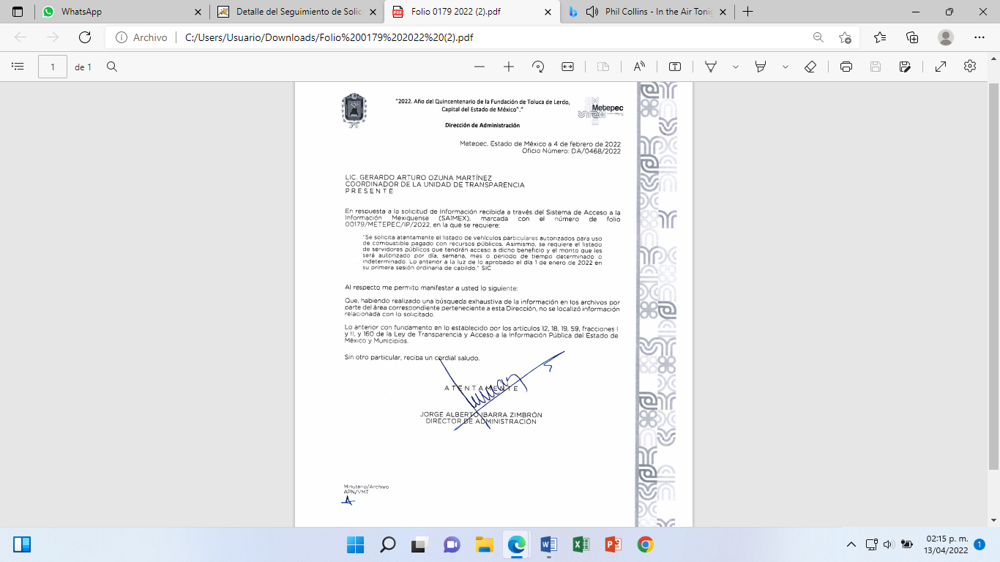 WhatsApp
Detalle del Seguimiento de Solic
Folio 0179 2022 (2).pdf
Phil Collins - In the Air Tonig
Archivo
C:/Users/Usuario/Downloads/Folio%200179%202022%20(2).pdf
1
de 1
"2022. Año del Quincentenario de la Fundación de Toluca de Lerdo,
Capital del Estado de México"."
Metepec
Dirección de Administración
Metepec, Estado de México a 4 de febrero de 2022
Oficio Número: DA/0468/2022
LIC. GERARDO ARTURO OZUNA MARTÍNEZ
COORDINADOR DE LA UNIDAD DE TRANSPARENCIA
P R E S E N T E
En respuesta a la solicitud de Información recibida a través del Sistema de Acceso a la
Información Mexiquense (SAIMEX), marcada con el número de folio
00179/METEPEC/IP/2022, en la que se requiere:
"Se solicita atentamente el listado de vehículos particulares autorizados para uso
de combustible pagado con recursos públicos. Asimismo, se requiere el listado
de servidores públicos que tendrán acceso a dicho beneficio y el monto que les
será autorizado por día, semana, mes o periodo de tiempo determinado o
indeterminado. Lo anterior a la luz de lo aprobado el día 1 de enero de 2022 en
su primera sesión ordinaria de cabildo." SIC
Al respecto me permito manifestar a usted lo siguiente:
Que, habiendo realizado una búsqueda exhaustiva de la información en los archivos por
parte del área correspondiente perteneciente a esta Dirección, no se localizó información
relacionada con lo solicitado.
Lo anterior con fundamento en lo establecido por los artículos 12, 18, 19, 59, fracciones I
y II, y 160 de la Ley de Transparencia y Acceso a la Información Pública del Estado de
México y Municipios.
Sin otro particular, reciba un cordial saludo.
A T E N T A M E N T E
JORGE ALBERTO IBARRA ZIMBRÓN
DIRECTOR DE ADMINISTRACIÓN
Minutario/Archivo
APN/VMT
02:15 p. m.
13/04/2022
1